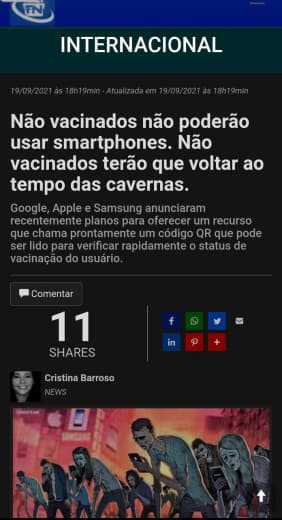 FN
INTERNACIONAL
19/09/2021 às 18h19min - Atualizada em 19/09/2021 às 18h19min
Não vacinados não poderão
usar smartphones. Não
vacinados terão que voltar ao
tempo das cavernas.
Google, Apple e Samsung anunciaram
recentemente planos para oferecer um recurso
que chama prontamente um código QR que pode
ser lido para verificar rapidamente o status de
vacinação do usuário.
Comentar
11
SHARES
Cristina Barroso
NEWS
SAMSUNG